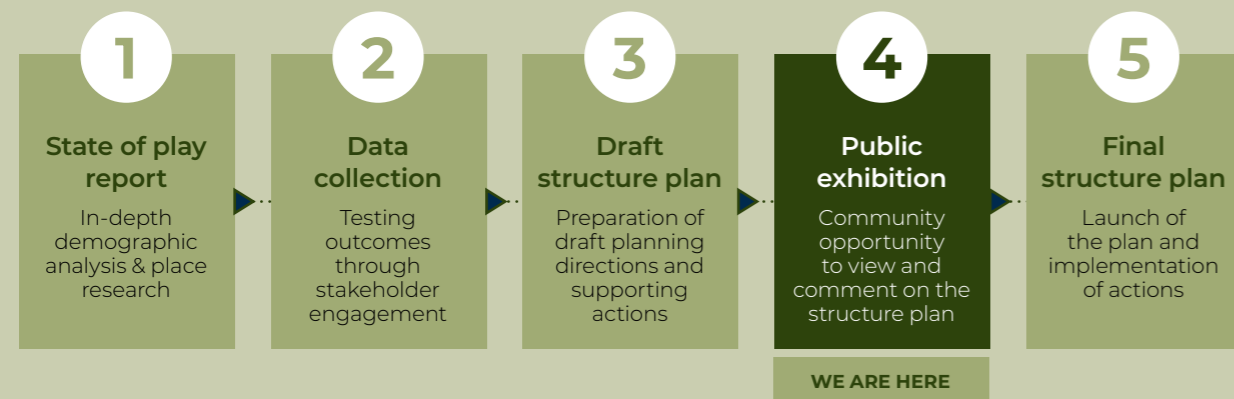 1
State of play
report
In-depth
demographic
analysis & place
research
2
Data
collection
Testing
outcomes
through
stakeholder
engagement
3
Draft
structure plan
Preparation of
draft planning
directions and
supporting
actions
4
Public
exhibition
Community
opportunity
to view and
comment on the
structure plan
WE ARE HERE
5
Final
structure plan
Launch of
the plan and
implementation
of actions